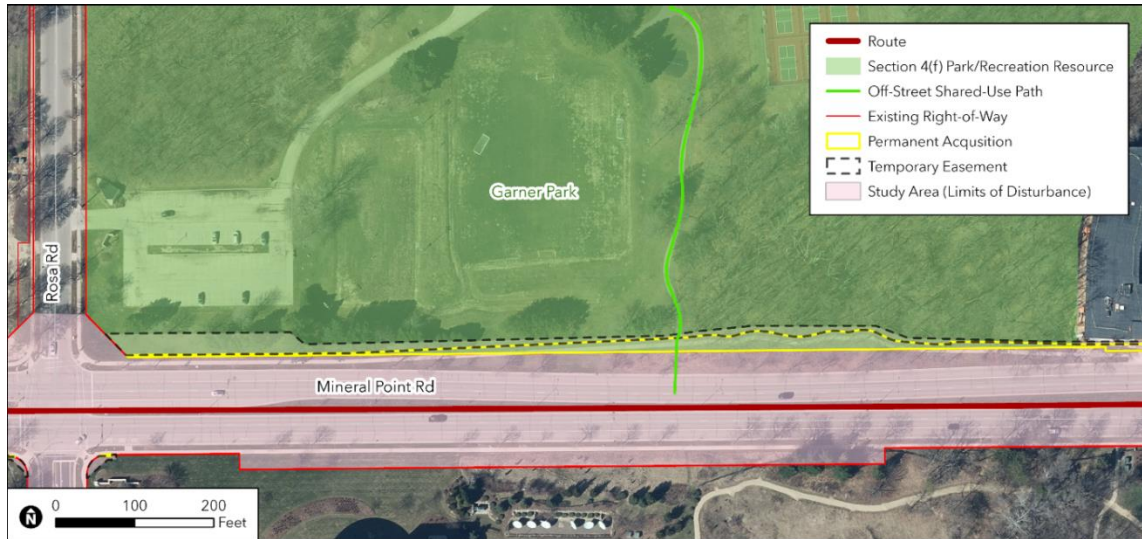 Route
Section 4(f) Park/Recreation Resource
Off-Street Shared-Use Path
Existing Right-of-Way
Permanent Acqusition
Temporary Easement
Study Area (Limits of Disturbance)
Garner Park
Rosa Rd
Mineral Point Rd
N
0 100 200
Feet